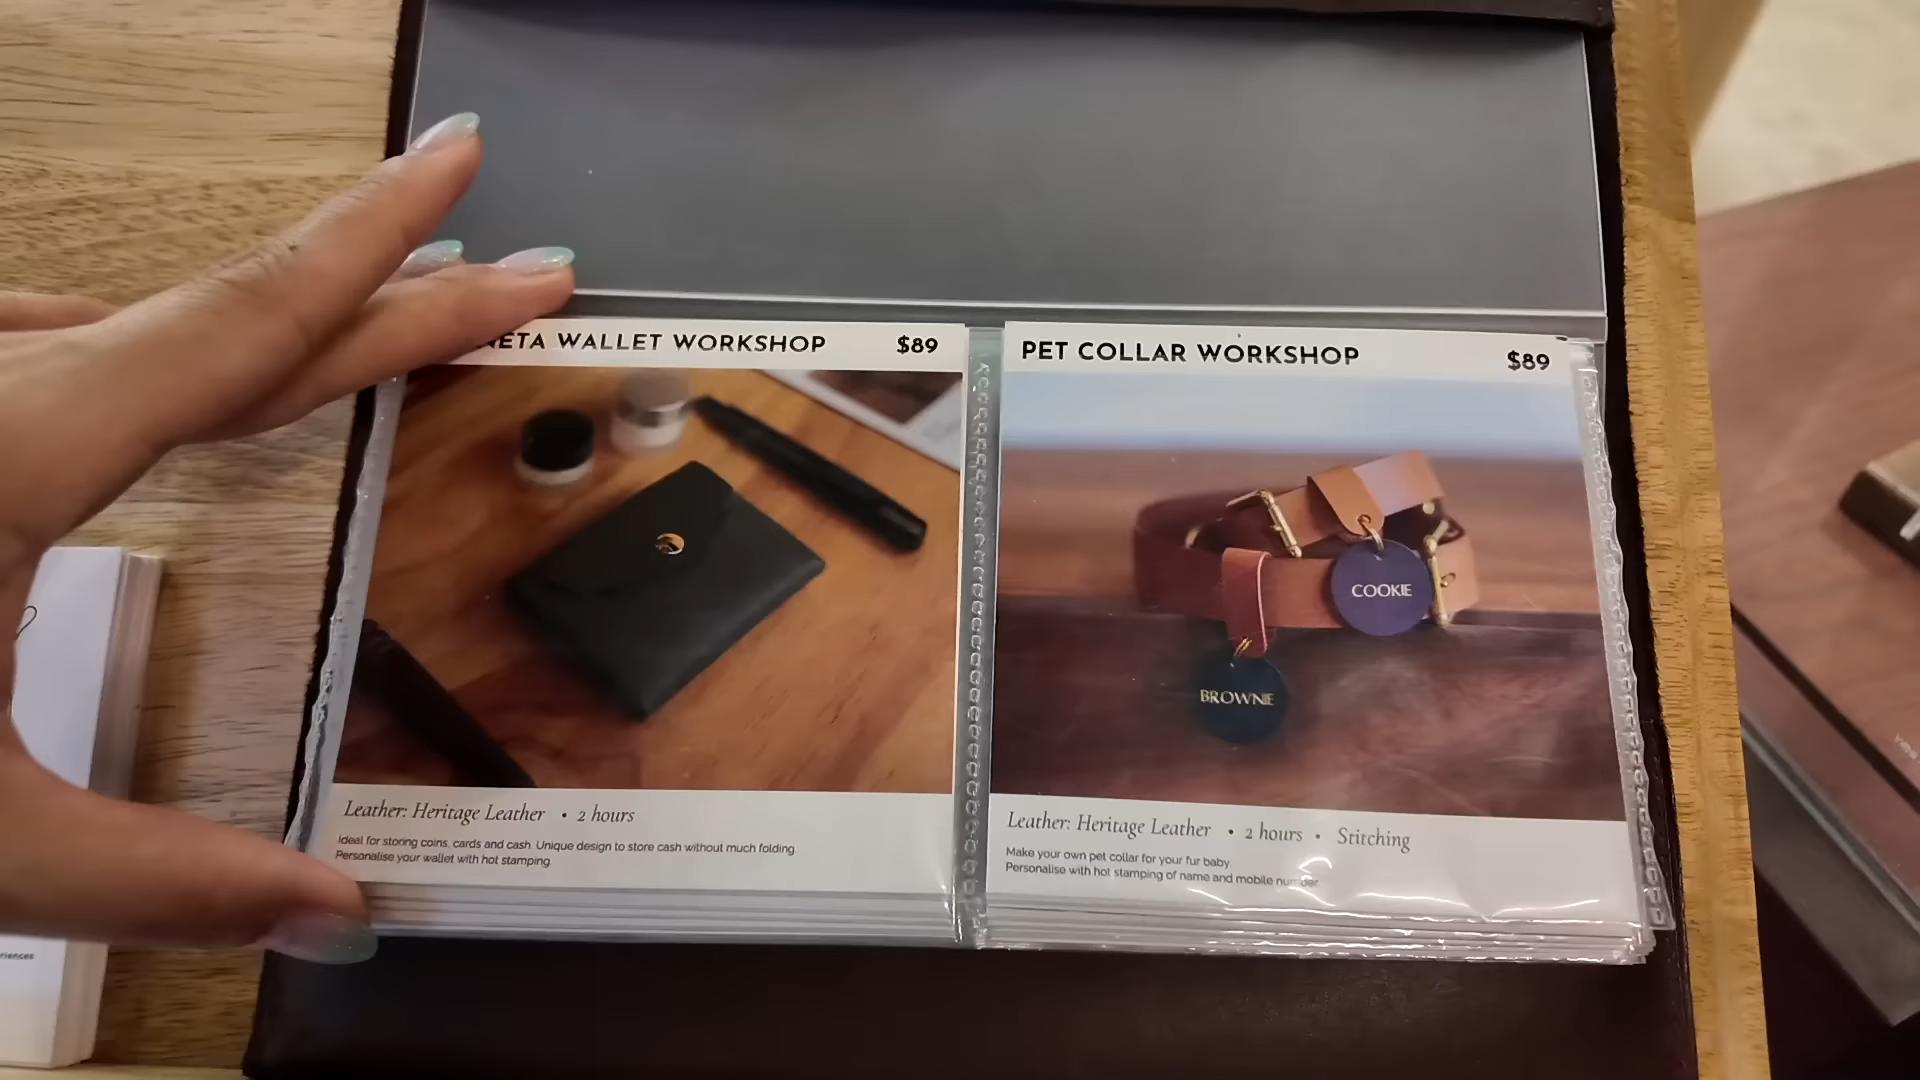 WALLET WORKSHOP $89
Leather: Heritage Leather • 2 hours
Ideal for storing coins, cards and cash. Unique design to store cash without much folding.
Personalise your wallet with hot stamping.
PET COLLAR WORKSHOP $89
COOKIE
BROWNIE
Leather: Heritage Leather • 2 hours • Stitching
Make your own pet collar for your fur baby.
Personalise with hot stamping of name and mobile number